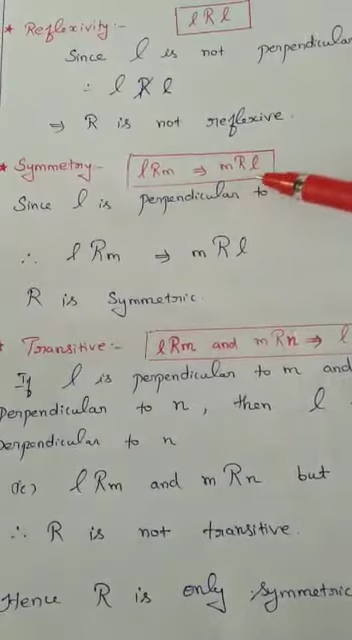 * Reflexivity:- lRl
Since l is not perpendicular
∴ l R̸ l
⇒ R is not reflexive.
* Symmetry- lRm ⇒ mRl
Since l is perpendicular to
∴ lRm ⇒ mRl
R is Symmetric.
* Transitive:- lRm and mRn ⇒ l
If l is perpendicular to m and
perpendicular to n, then l
perpendicular to n
(ie) lRm and mRn but
∴ R is not transitive.
Hence R is only symmetric